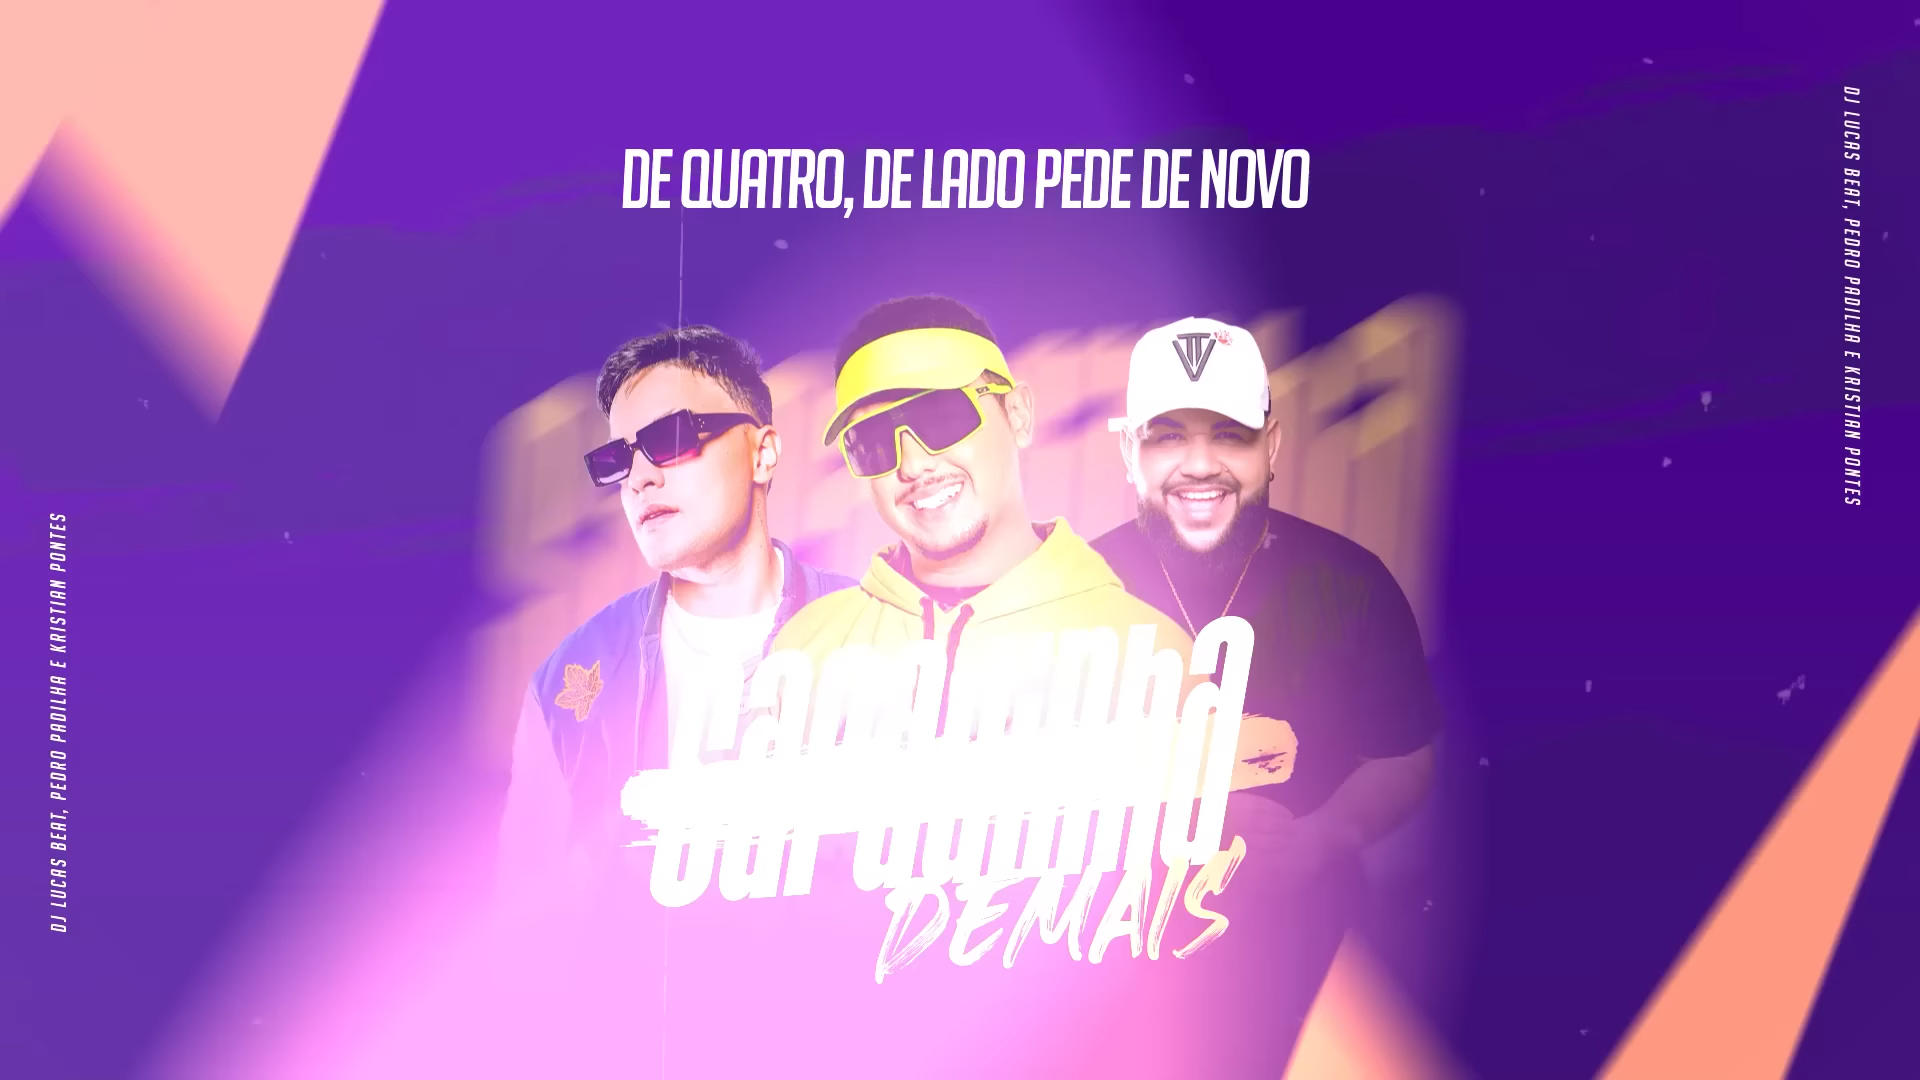 DE QUATRO, DE LADO PEDE DE NOVO
DJ LUCAS BEAT, PEDRO PADILHA E KRISTIAN PONTES
DJ LUCAS BEAT, PEDRO PADILHA E KRISTIAN PONTES
DEMAIS